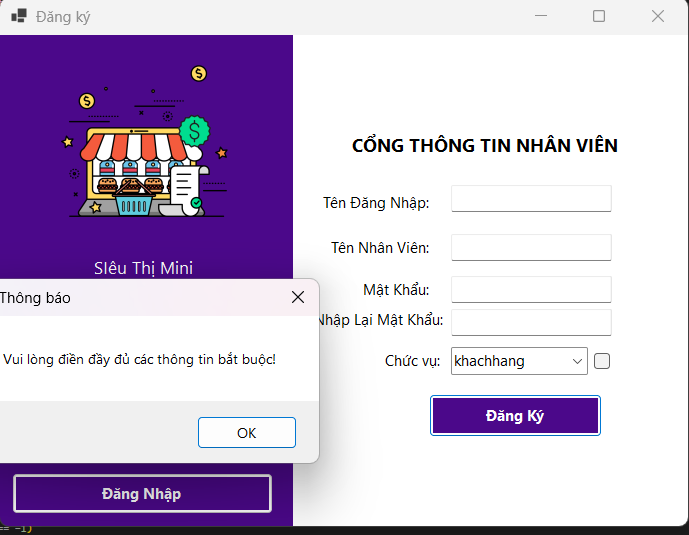 Đăng ký
CỔNG THÔNG TIN NHÂN VIÊN
Tên Đăng Nhập:
Tên Nhân Viên:
SIêu Thị Mini
Mật Khẩu:
Thông báo
Nhập Lại Mật Khẩu:
Vui lòng điền đầy đủ các thông tin bắt buộc!
Chức vụ: khachhang
OK
Đăng Ký
Đăng Nhập
== -1)